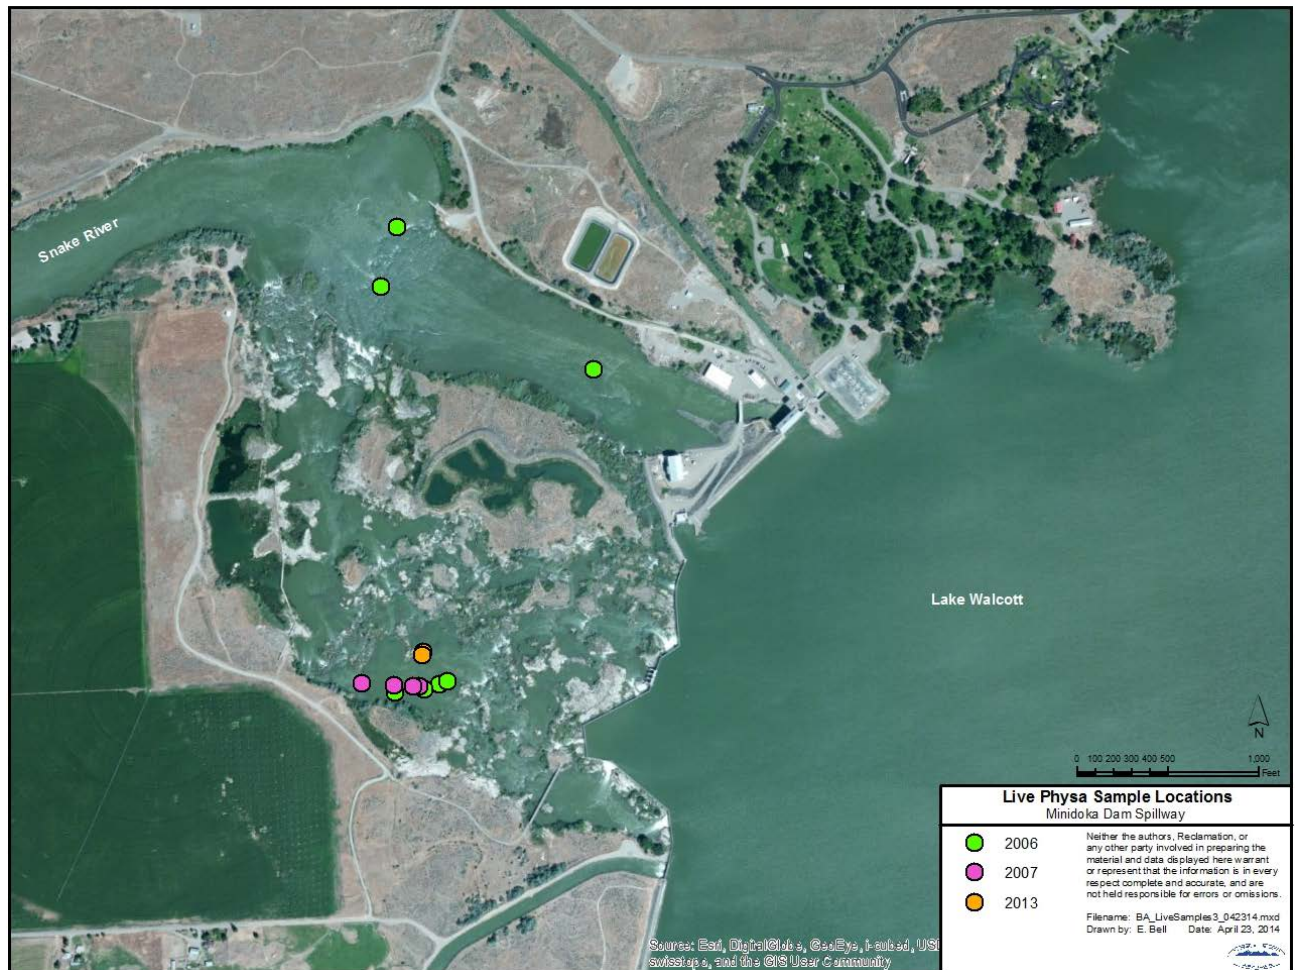 Snake River
Lake Walcott
N
0 100 200 300 400 500 1,000
Feet
Live Physa Sample Locations
Minidoka Dam Spillway
2006
2007
2013
Neither the authors, Reclamation, or
any other party involved in preparing the
material and data displayed here warrant
or represent that the information is in every
respect complete and accurate, and are
not held responsible for errors or omissions.
Filename: BA_LiveSamples3_042314.mxd
Drawn by: E. Bell Date: April 23, 2014
Source: Esri, DigitalGlobe, GeoEye, i-cubed,
swisstopo, and the GIS User Community